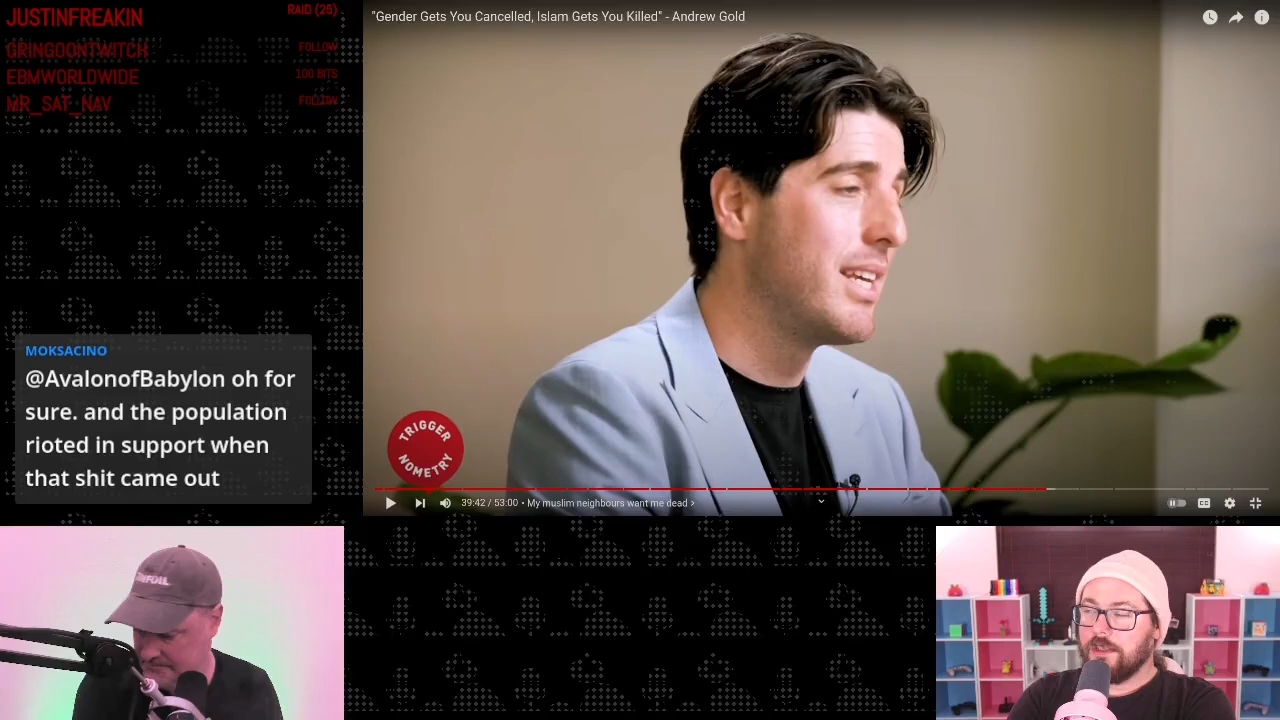 JUSTINFREAKIN RAID (25)
GRINGOONTWITCH FOLLOW
EBMWORLDWIDE 100 BITS
MR_SAT_NAV FOLLOW
"Gender Gets You Cancelled, Islam Gets You Killed" - Andrew Gold
MOKSACINO
@AvalonofBabylon oh for
sure. and the population
rioted in support when
that shit came out
TRIGGER
NOMETRY
39:42 / 53:00 • My muslim neighbours want me dead >
CC